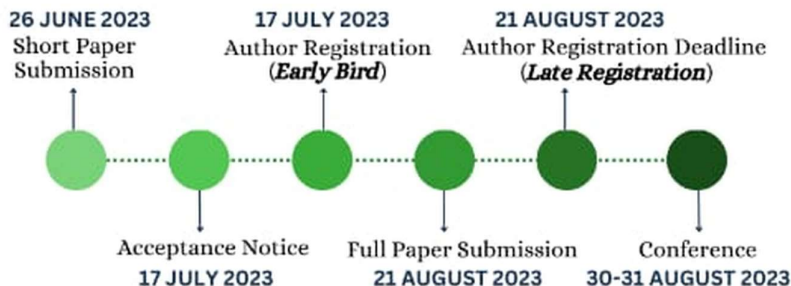 26 JUNE 2023
Short Paper
Submission
17 JULY 2023
Author Registration
(Early Bird)
21 AUGUST 2023
Author Registration Deadline
(Late Registration)
Acceptance Notice
17 JULY 2023
Full Paper Submission
21 AUGUST 2023
Conference
30-31 AUGUST 2023